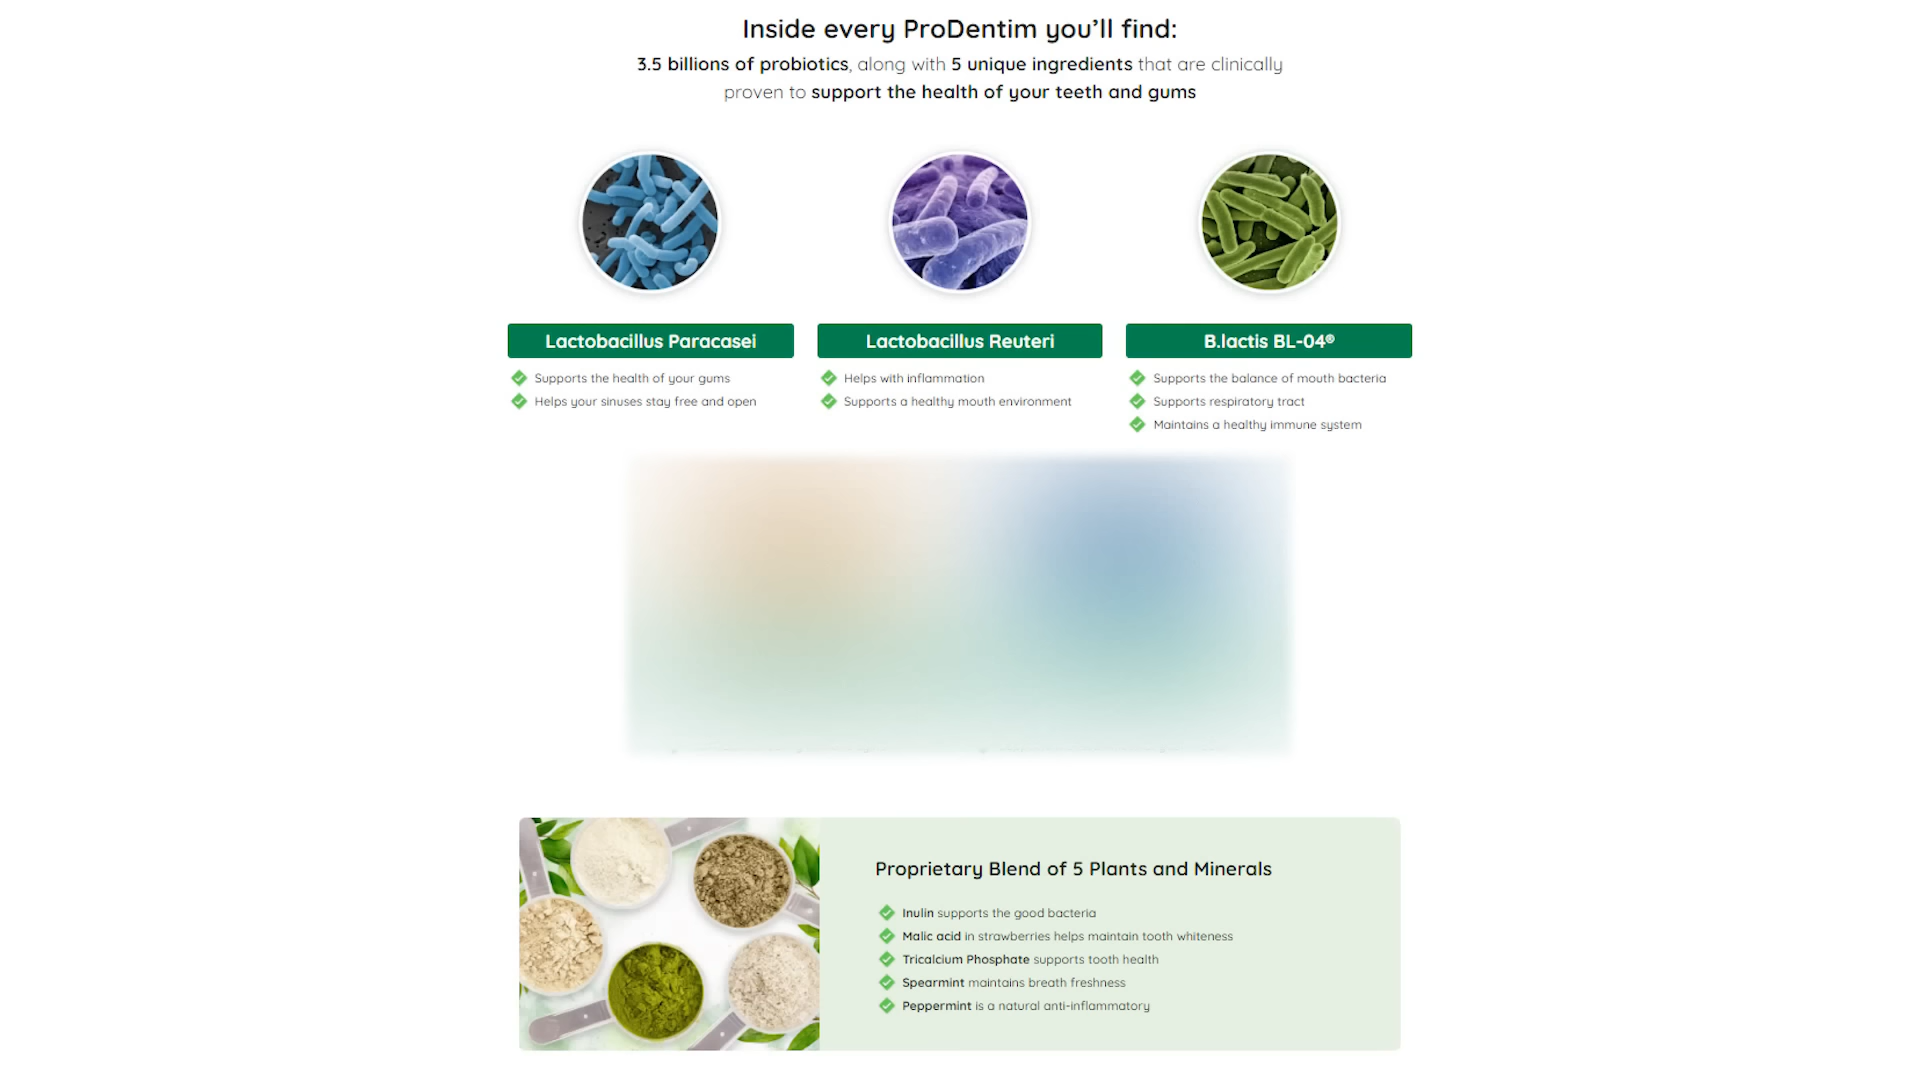 Inside every ProDentim you'll find:
3.5 billions of probiotics, along with 5 unique ingredients that are clinically
proven to support the health of your teeth and gums
Lactobacillus Paracasei
Supports the health of your gums
Helps your sinuses stay free and open
Lactobacillus Reuteri
Helps with inflammation
Supports a healthy mouth environment
B.lactis BL-04®
Supports the balance of mouth bacteria
Supports respiratory tract
Maintains a healthy immune system
Proprietary Blend of 5 Plants and Minerals
Inulin supports the good bacteria
Malic acid in strawberries helps maintain tooth whiteness
Tricalcium Phosphate supports tooth health
Spearmint maintains breath freshness
Peppermint is a natural anti-inflammatory